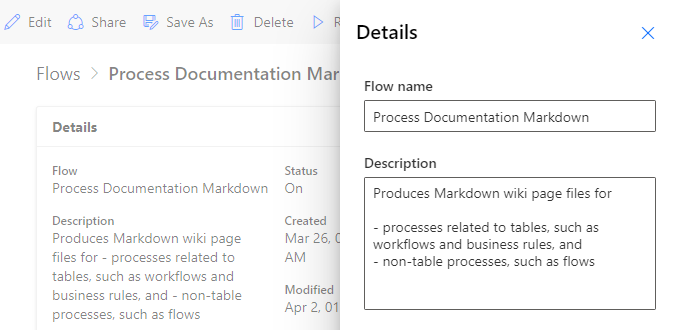 Edit Share Save As Delete
Flows > Process Documentation Mar
Details
Flow
Process Documentation Markdown
Status
On
Description
Produces Markdown wiki page
files for - processes related to
tables, such as workflows and
business rules, and - non-table
processes, such as flows
Created
Mar 26, 0
AM
Modified
Apr 2, 01
Details
Flow name
Process Documentation Markdown
Description
Produces Markdown wiki page files for
- processes related to tables, such as
workflows and business rules, and
- non-table processes, such as flows